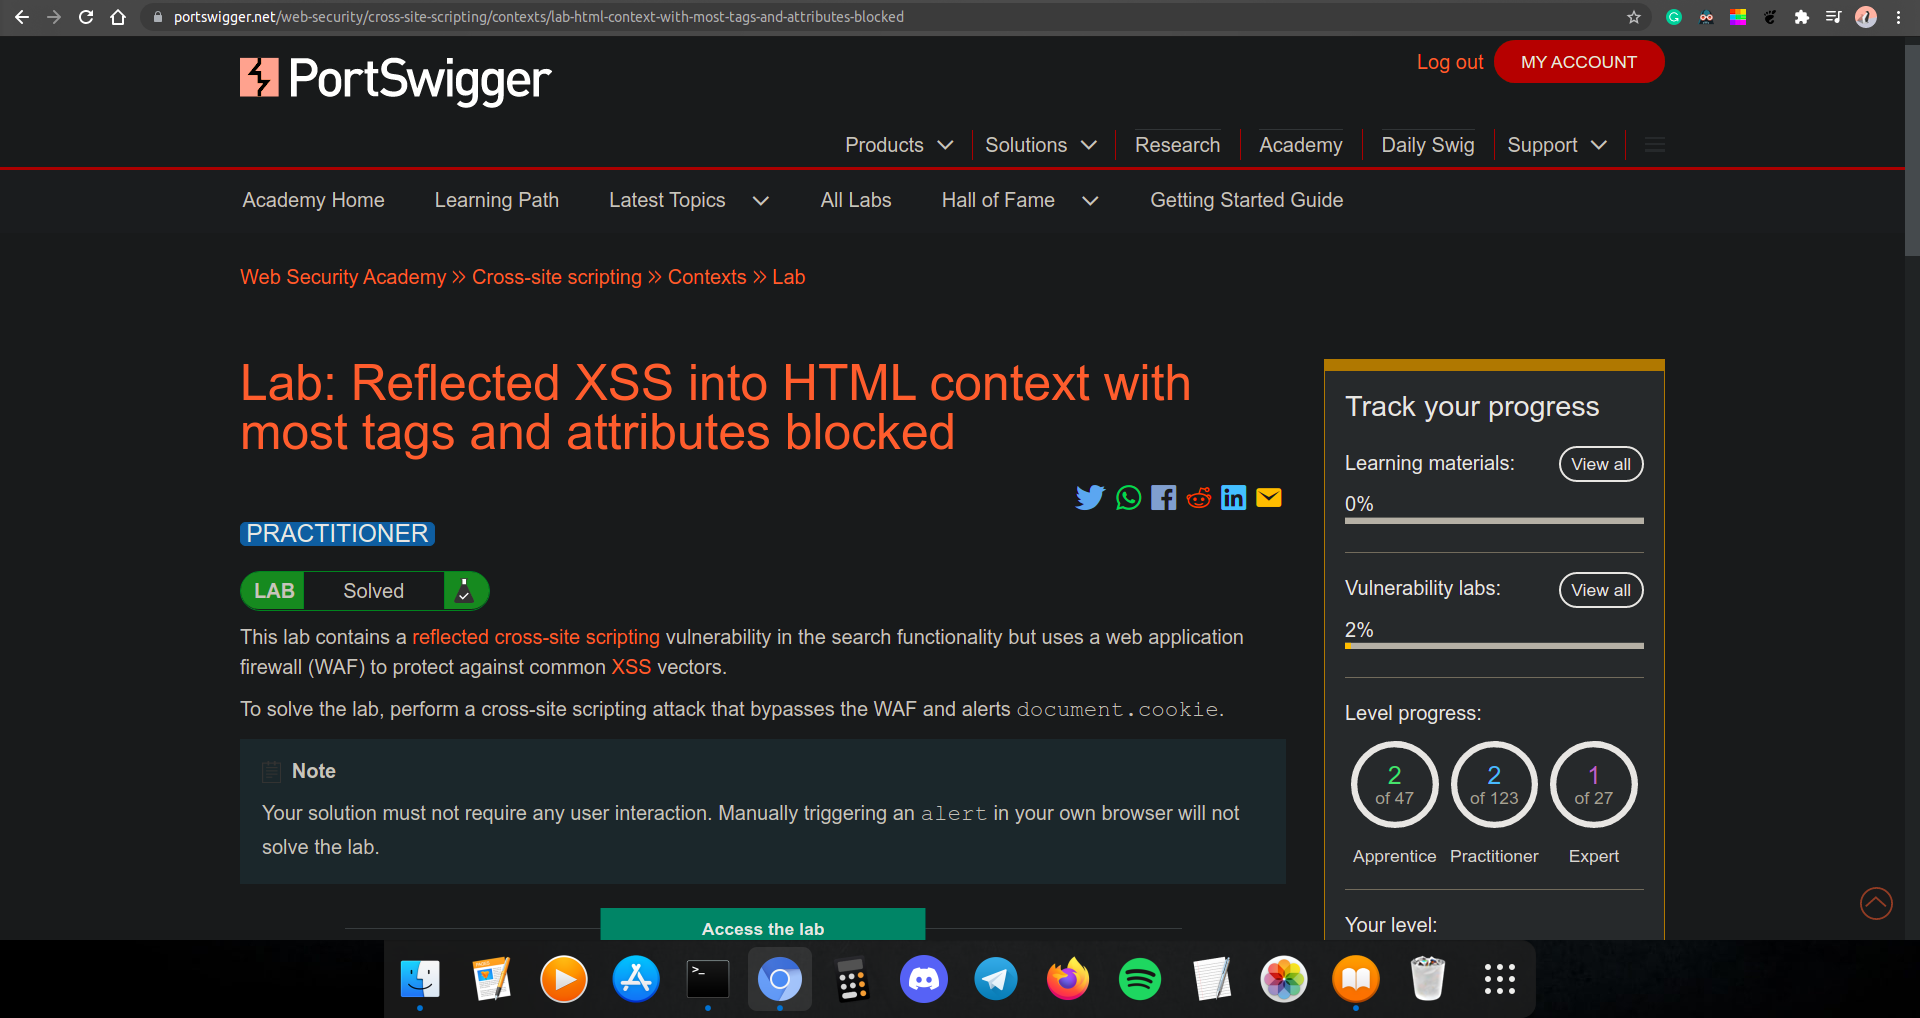 portswigger.net/web-security/cross-site-scripting/contexts/lab-html-context-with-most-tags-and-attributes-blocked
Log out
MY ACCOUNT
PortSwigger
Products
Solutions
Research
Academy
Daily Swig
Support
Academy Home
Learning Path
Latest Topics
All Labs
Hall of Fame
Getting Started Guide
Web Security Academy » Cross-site scripting » Contexts » Lab
Lab: Reflected XSS into HTML context with
most tags and attributes blocked
PRACTITIONER
LAB
Solved
This lab contains a reflected cross-site scripting vulnerability in the search functionality but uses a web application
firewall (WAF) to protect against common XSS vectors.
To solve the lab, perform a cross-site scripting attack that bypasses the WAF and alerts document.cookie.
Note
Your solution must not require any user interaction. Manually triggering an alert in your own browser will not
solve the lab.
Access the lab
Track your progress
Learning materials:
View all
0%
Vulnerability labs:
View all
2%
Level progress:
2
of 47
2
of 123
1
of 27
Apprentice
Practitioner
Expert
Your level: